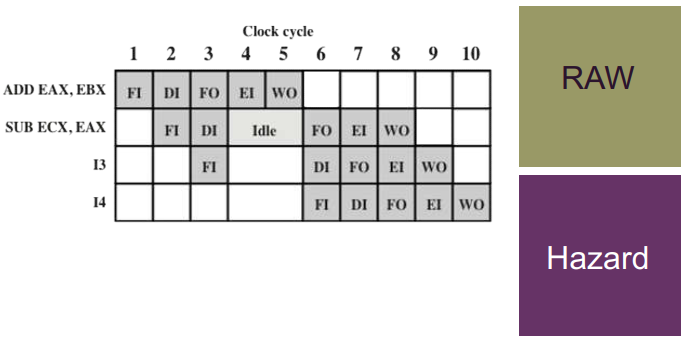 Clock cycle
1 2 3 4 5 6 7 8 9 10
ADD EAX, EBX FI DI FO EI WO
SUB ECX, EAX FI DI Idle FO EI WO
I3 FI DI FO EI WO
I4 FI DI FO EI WO
RAW
Hazard